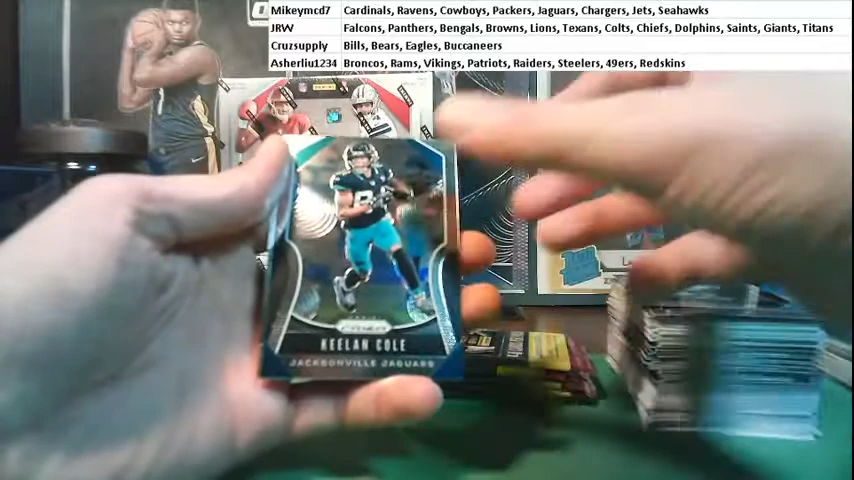 Mikeymcd7 Cardinals, Ravens, Cowboys, Packers, Jaguars, Chargers, Jets, Seahawks
JRW Falcons, Panthers, Bengals, Browns, Lions, Texans, Colts, Chiefs, Dolphins, Saints, Giants, Titans
Cruzsupply Bills, Bears, Eagles, Buccaneers
Asherliu1234 Broncos, Rams, Vikings, Patriots, Raiders, Steelers, 49ers, Redskins
PRIZM
KEELAN COLE
JACKSONVILLE JAGUARS